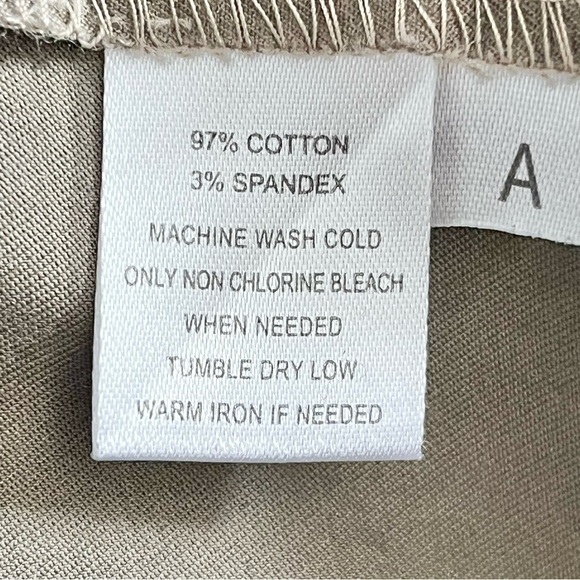 97% COTTON
3% SPANDEX
MACHINE WASH COLD
ONLY NON CHLORINE BLEACH
WHEN NEEDED
TUMBLE DRY LOW
WARM IRON IF NEEDED
A